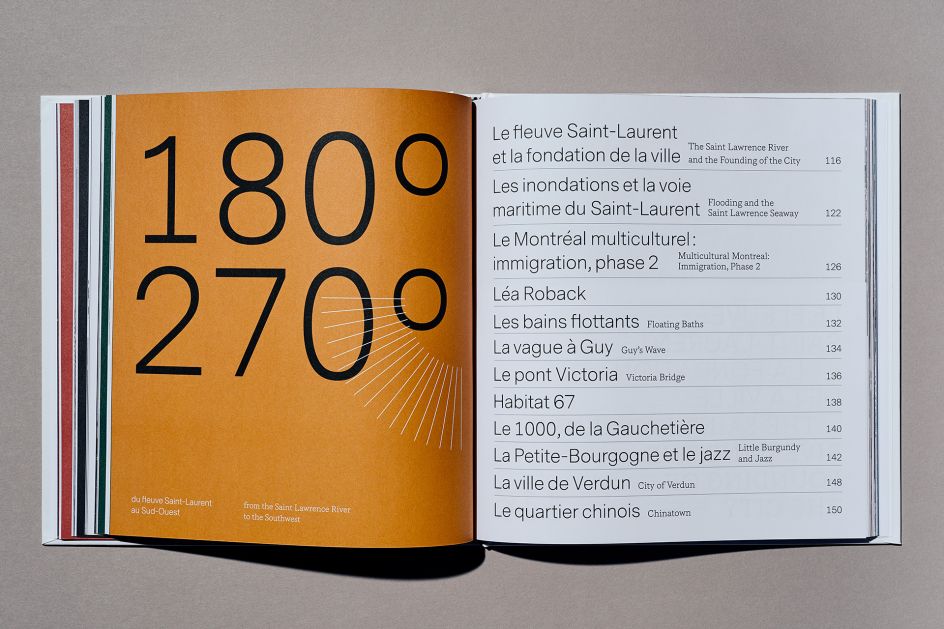 180°
270°
du fleuve Saint-Laurent
au Sud-Ouest
from the Saint Lawrence River
to the Southwest
Le fleuve Saint-Laurent
et la fondation de la ville
The Saint Lawrence River
and the Founding of the City
116
Les inondations et la voie
maritime du Saint-Laurent
Flooding and the
Saint Lawrence Seaway
122
Le Montréal multiculturel :
immigration, phase 2
Multicultural Montreal:
Immigration, Phase 2
126
Léa Roback 130
Les bains flottants Floating Baths 132
La vague à Guy Guy's Wave 134
Le pont Victoria Victoria Bridge 136
Habitat 67 138
Le 1000, de la Gauchetière 140
La Petite-Bourgogne et le jazz
Little Burgundy
and Jazz
142
La ville de Verdun City of Verdun 148
Le quartier chinois Chinatown 150